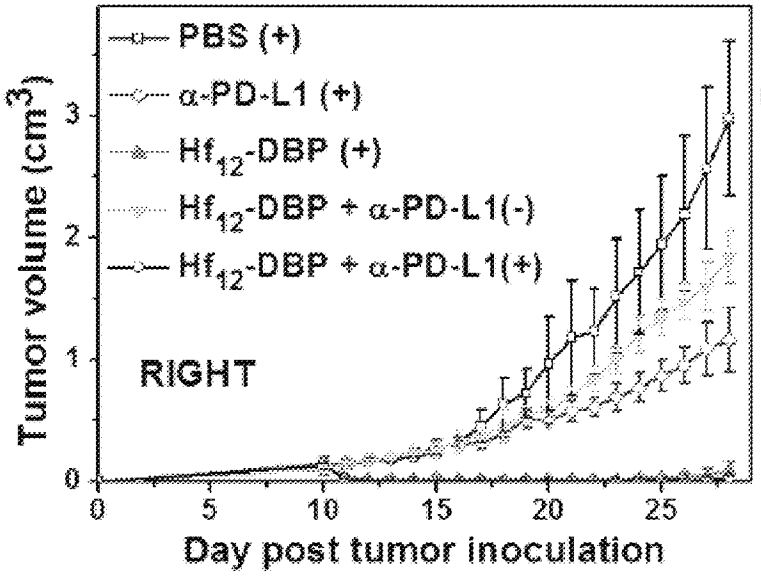 PBS (+)
α-PD-L1 (+)
Hf12-DBP (+)
Hf12-DBP + α-PD-L1(-)
Hf12-DBP + α-PD-L1(+)
RIGHT
Tumor volume (cm3)
3
2
1
0
0 5 10 15 20 25
Day post tumor inoculation